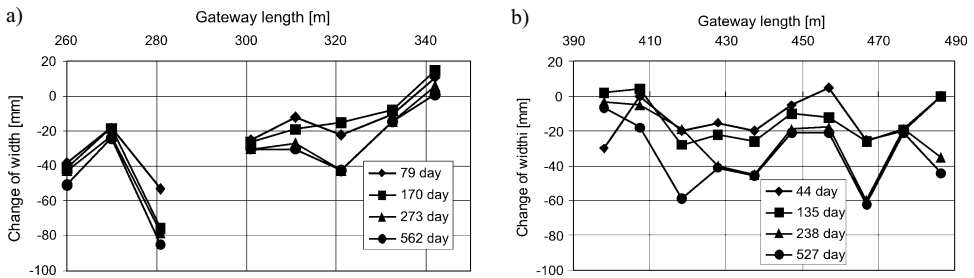 a)
Gateway length [m]
260 280 300 320 340
20
0
-20
-40
-60
-80
-100
Change of width [mm]
79 day
170 day
273 day
562 day
b)
Gateway length [m]
390 410 430 450 470 490
20
0
-20
-40
-60
-80
-100
Change of widthi [mm]
44 day
135 day
238 day
527 day